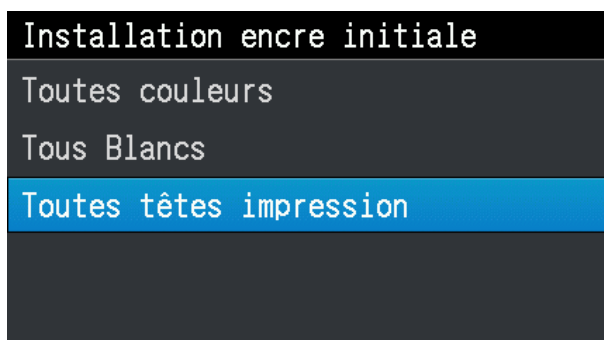 Installation encre initiale
Toutes couleurs
Tous Blancs
Toutes têtes impression